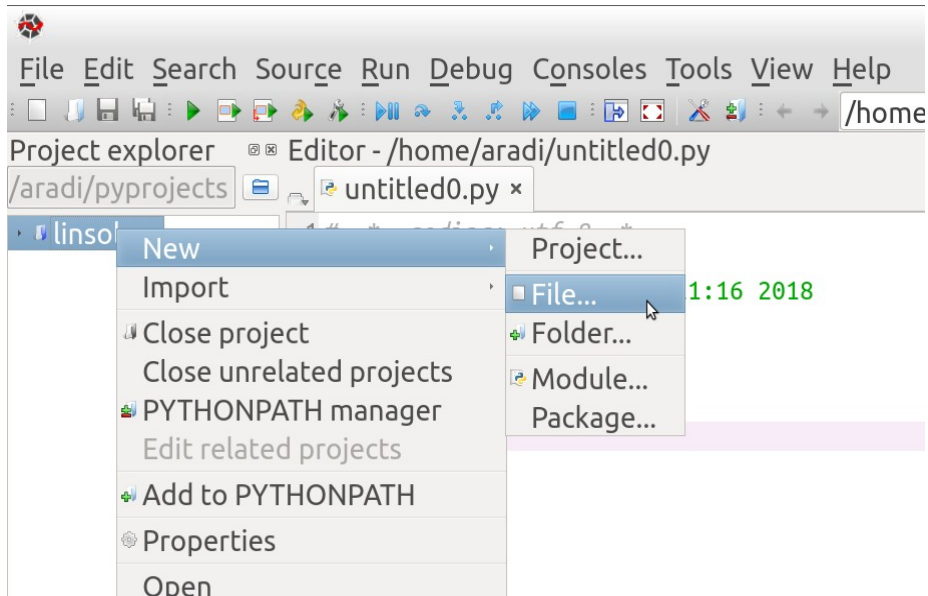 File Edit Search Source Run Debug Consoles Tools View Help
/home
Project explorer
Editor - /home/aradi/untitled0.py
/aradi/pyprojects
untitled0.py
linsol
1
New
Import
Close project
Close unrelated projects
PYTHONPATH manager
Edit related projects
Add to PYTHONPATH
Properties
Open
Project...
File...
Folder...
Module...
Package...
1:16 2018